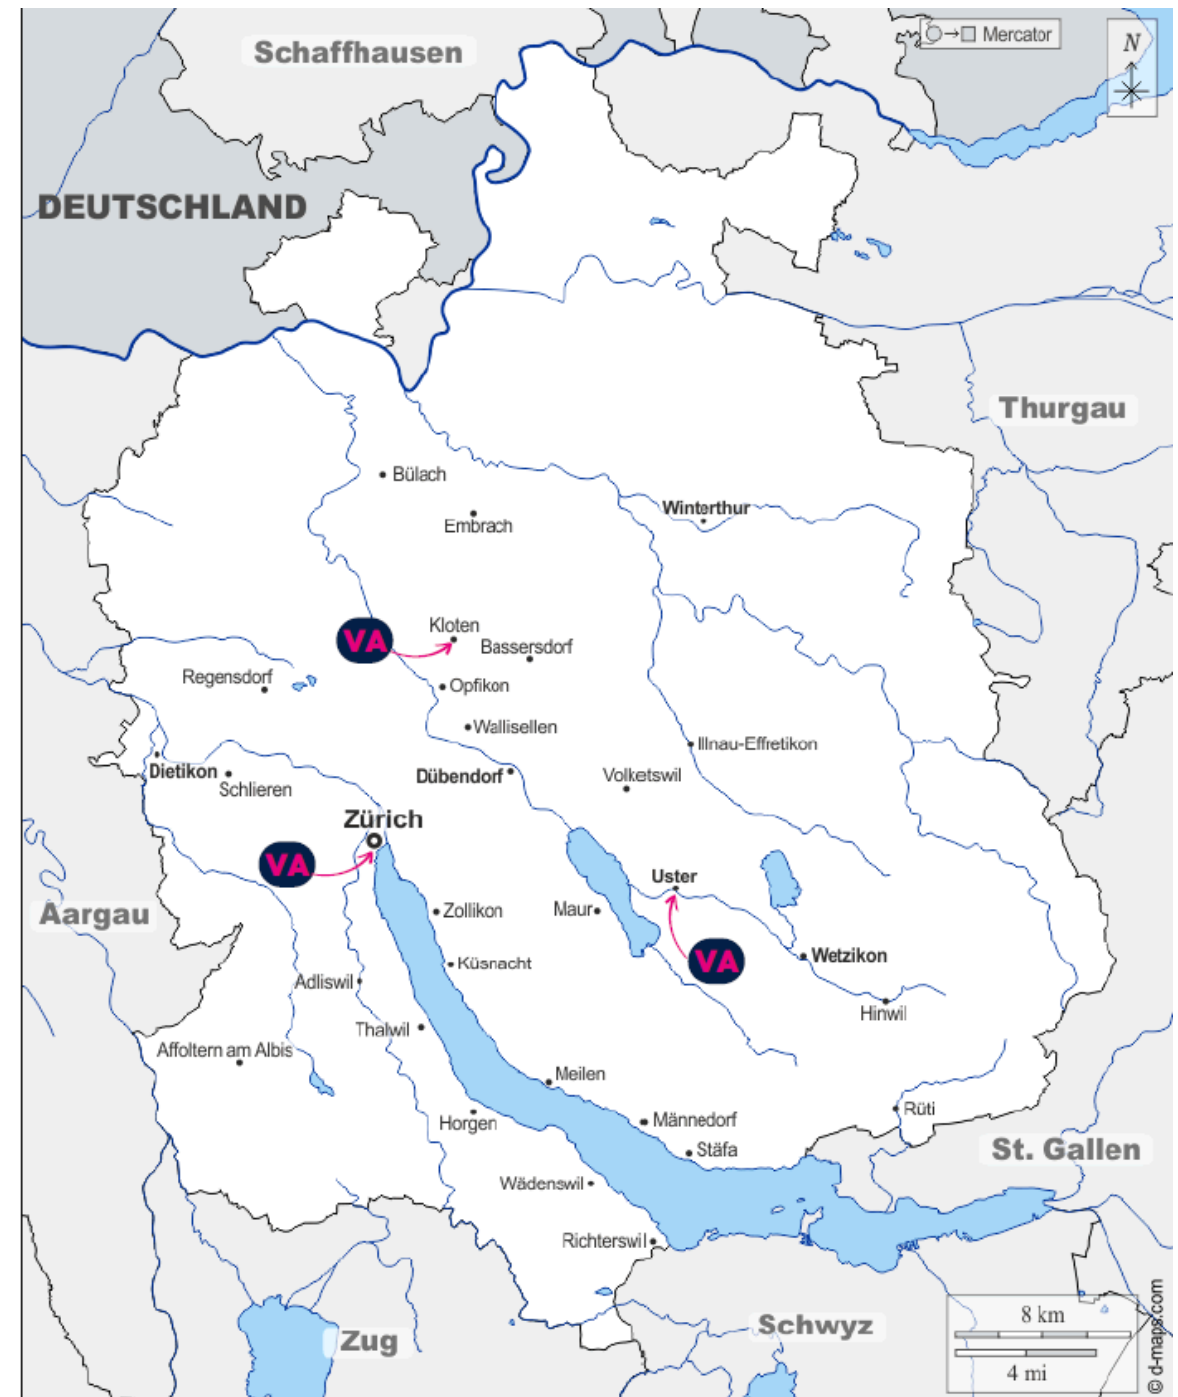 Schaffhausen
Mercator
N
DEUTSCHLAND
Thurgau
Bülach
Winterthur
Embrach
Kloten
VA
Bassersdorf
Regensdorf
Opfikon
Wallisellen
Illnau-Effretikon
Dietikon
Dübendorf
Volketswil
Schlieren
Zürich
VA
Uster
Aargau
Zollikon
Maur
Wetzikon
Küsnacht
VA
Adliswil
Hinwil
Thalwil
Affoltern am Albis
Meilen
Rüti
Horgen
Männedorf
St. Gallen
Stäfa
Wädenswil
Richterswil
8 km
Schwyz
Zug
4 mi
© d-maps.com